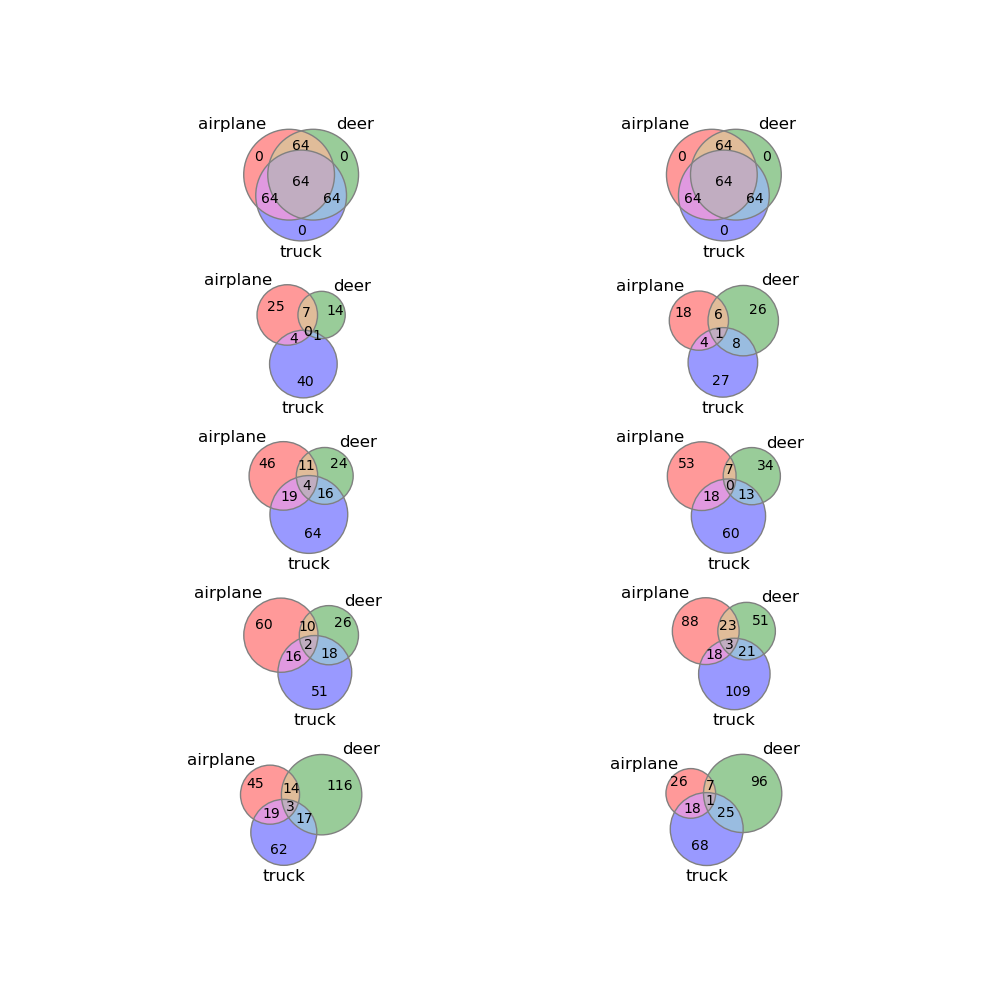 airplane deer airplane deer
64 64
0 0 0 0
64 64
64 64 64 64
0 0
truck truck
airplane deer airplane deer
25 7 14 18 6 26
4 0 1 4 1 8
40 27
truck truck
airplane deer airplane deer
46 11 24 53 7 34
19 4 16 18 0 13
64 60
truck truck
airplane deer airplane deer
60 10 26 88 23 51
16 2 18 18 3 21
51 109
truck truck
airplane deer airplane deer
45 14 116 26 7 96
19 3 17 18 1 25
62 68
truck truck